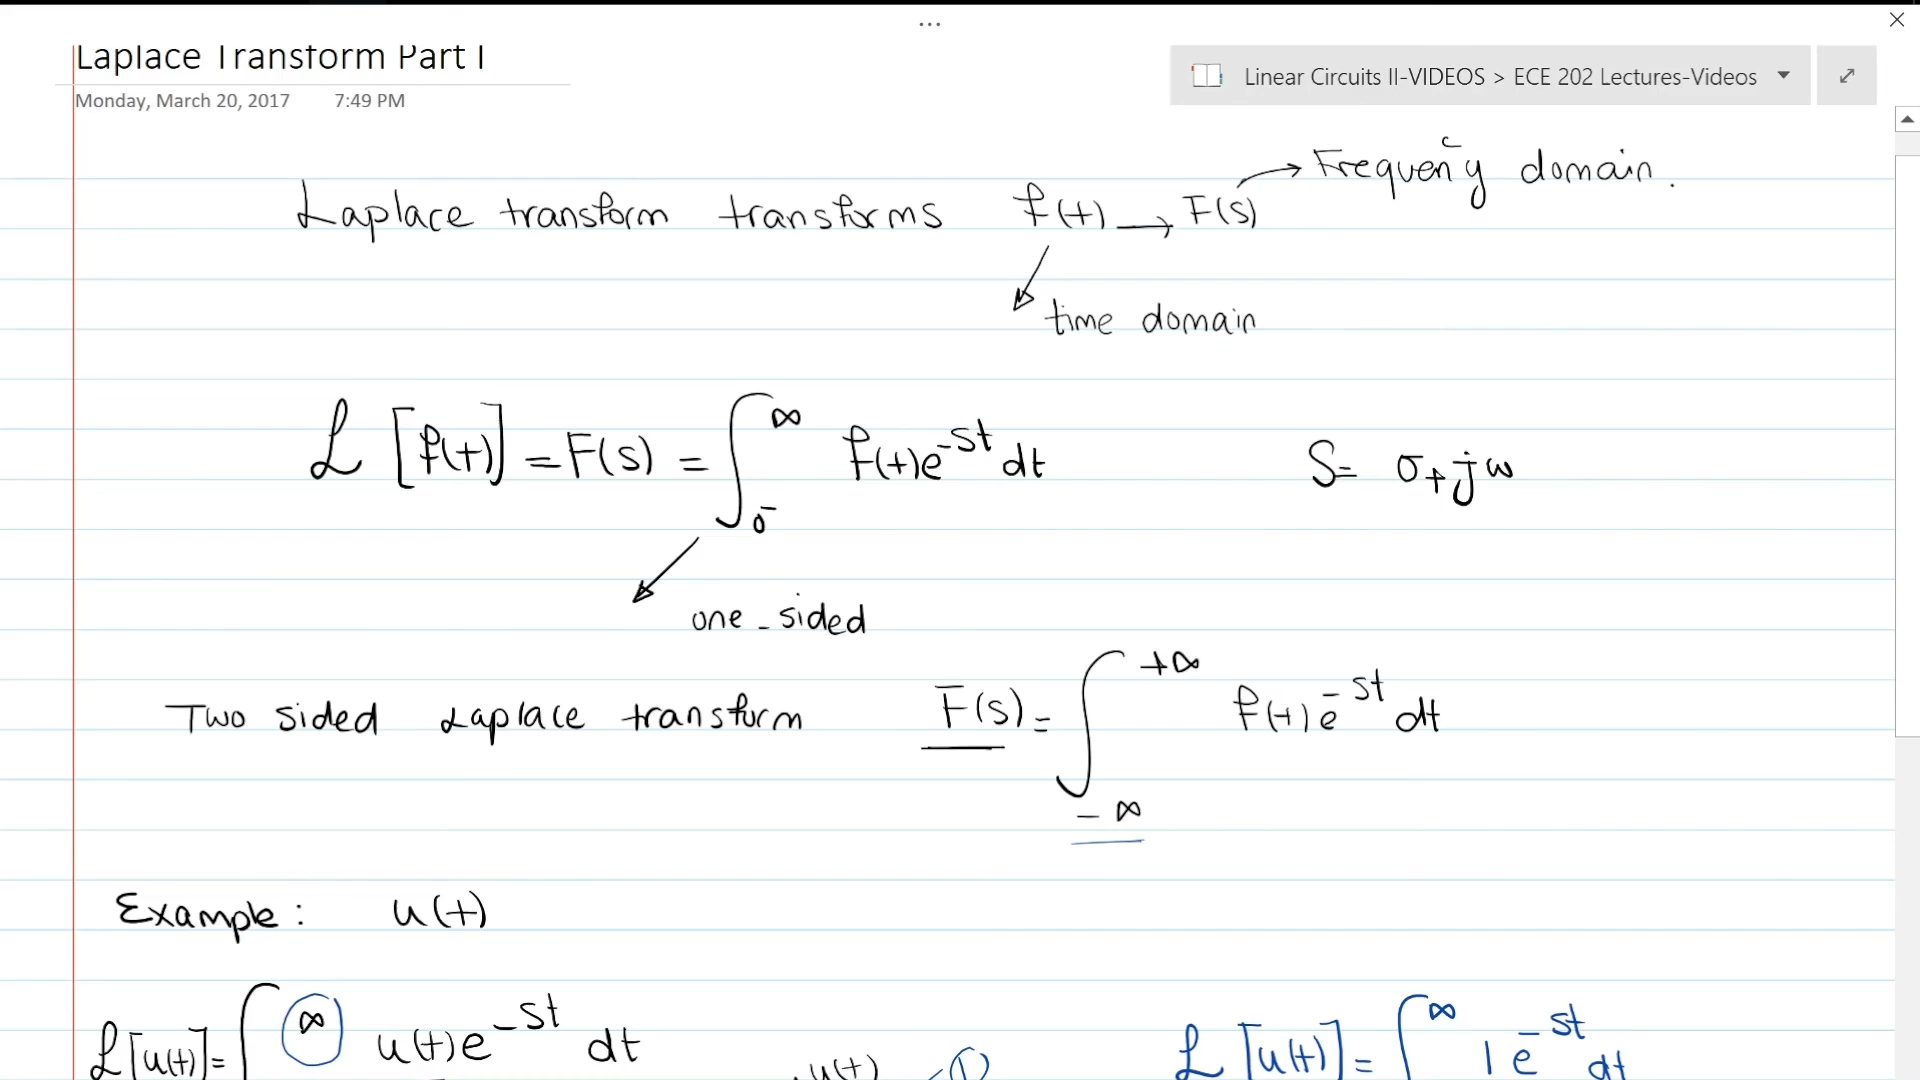 ...
Laplace Transform Part I
Linear Circuits II-VIDEOS > ECE 202 Lectures-Videos
Monday, March 20, 2017 7:49 PM
Laplace transform transforms f(t) → F(s) → Frequency domain.
time domain
ℒ [f(t)] = F(s) = ∫₀₋^∞ f(t)e^-st dt S = σ + jω
one-sided
Two sided Laplace transform F(s) = ∫_-∞^+∞ f(t)e^-st dt
Example: u(t)
ℒ[u(t)] = ∫^∞ u(t)e^-st dt
u(t)
ℒ[u(t)] = ∫^∞ 1 e^-st dt